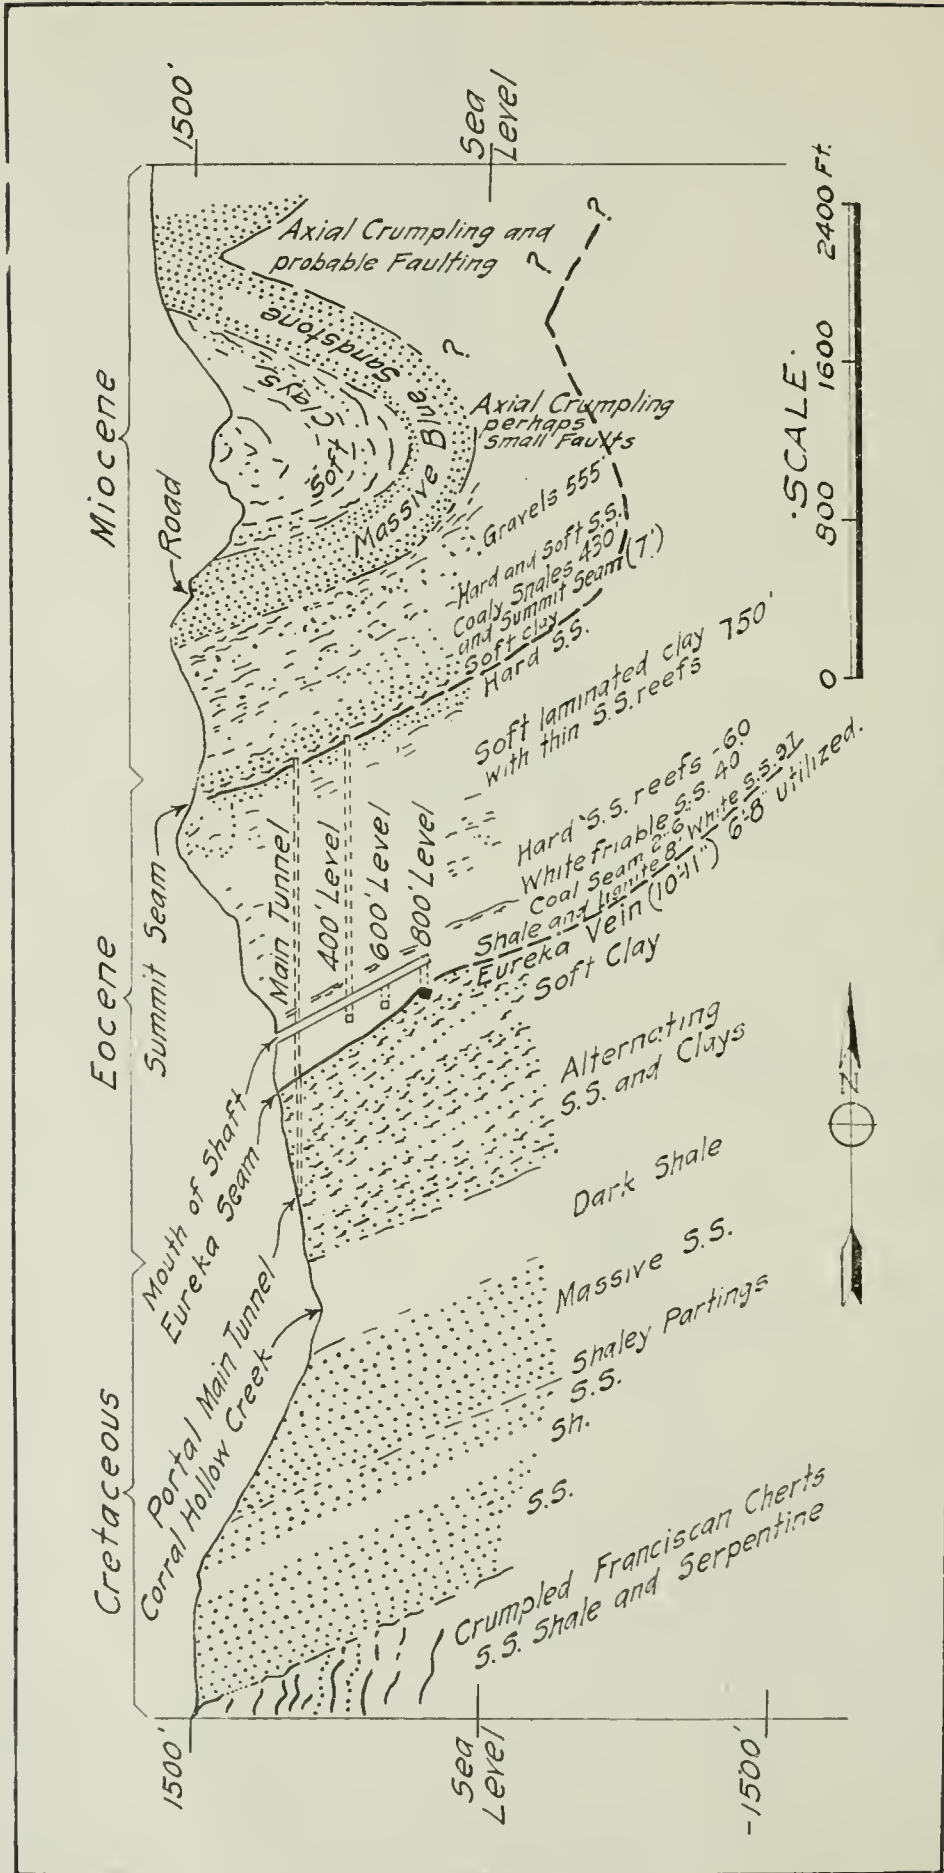 Cretaceous
Eocene
Miocene
Corral Hollow Creek
Portal Main Tunnel
Eureka Seam
Mouth of Shaft
Summit Seam
Road
1500'
Sea
Level
-1500'
1500'
Sea
Level
Main Tunnel
400' Level
600' Level
800' Level
Soft Clays
Massive Blue Sandstone
Axial Crumpling and
probable Faulting
?
?
?
Axial Crumpling
perhaps
small Faults
Gravels 555'
Hard and Soft S.S.
Coaly Shales 430'
and Summit Seam (7')
Soft clay
Hard S.S.
Soft laminated clay 750'
with thin S.S. reefs
Hard S.S. reefs -60
White friable S.S. 40'
Coal Seam 2'-6"
Shale and lignite 8' White S.S. 97
Eureka Vein (10'-11") 6'-8" utilized.
Soft Clay
Alternating
S.S. and Clays
Dark Shale
Massive S.S.
Shaley Partings
S.S.
Sh.
S.S.
Crumpled Franciscan Cherts
S.S. Shale and Serpentine
N
·SCALE·
0 800 1600 2400 Ft.